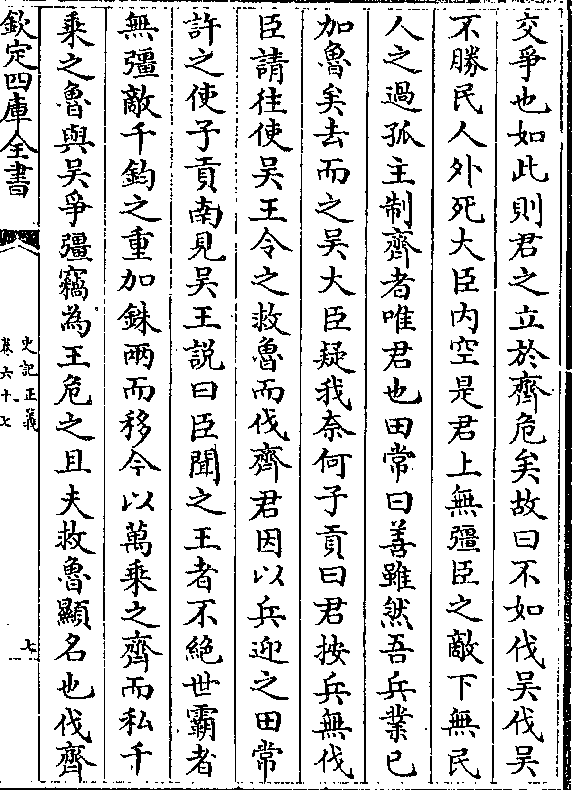 交爭也如此則君之立於齊危矣故曰不如伐吳伐吳
不勝民人外死大臣内空是君上無彊臣之敵下無民
人之過孤主制齊者唯君也田常曰善雖然吾兵業已
加魯矣去而之吳大臣疑我奈何子貢曰君按兵無伐
臣請往使吳王令之救魯而伐齊君因以兵迎之田常
許之使子貢南見吳王說曰臣聞之王者不絕世霸者
無彊敵千鈞之重加銖兩而移今以萬乘之齊而私千
乘之魯與吳爭彊竊為王危之且夫救魯顯名也伐齊
欽定四庫全書
史記正義
卷六十七
七